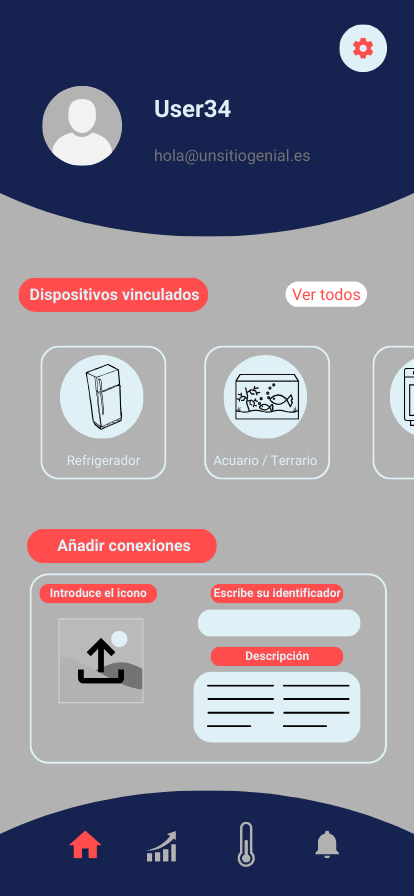 User34
hola@unsitiogenial.es
Dispositivos vinculados
Ver todos
Refrigerador
Acuario / Terrario
Añadir conexiones
Introduce el icono
Escribe su identificador
Descripción